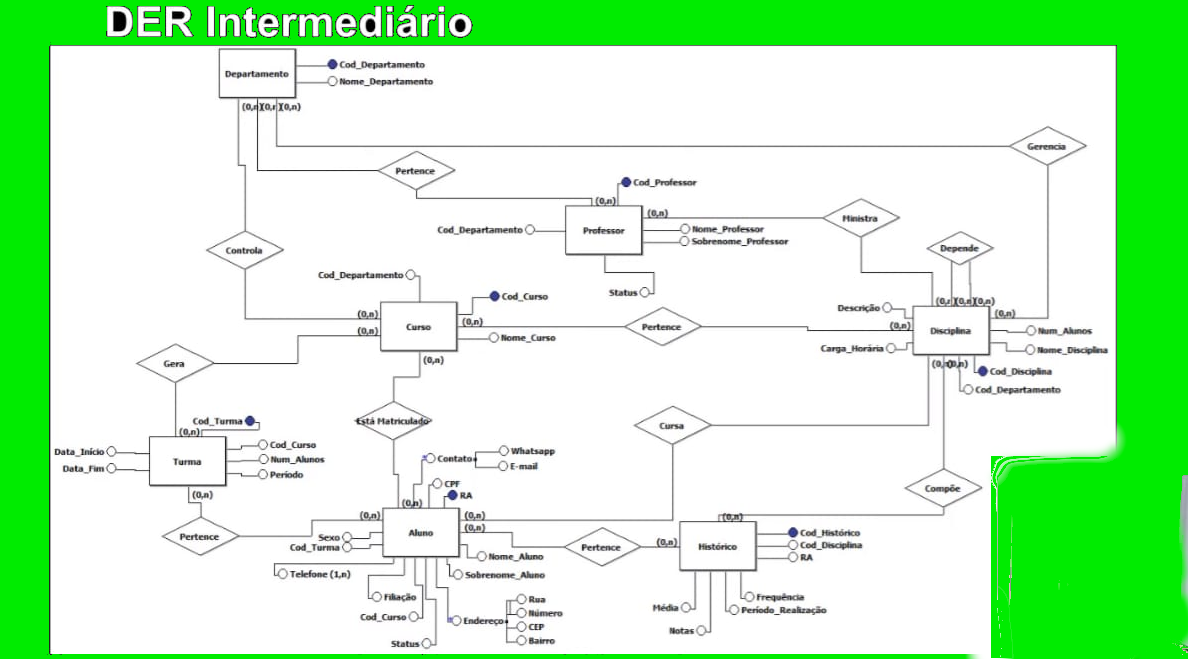 DER Intermediário
Departamento
Cod_Departamento
Nome_Departamento
(0,n)
(0,n)
(0,n)
Gerencia
Pertence
Cod_Professor
(0,n)
(0,n)
Professor
Cod_Departamento
Nome_Professor
Sobrenome_Professor
Status
Ministra
Controla
Depende
Cod_Departamento
Cod_Curso
(0,n)
(0,n)
Curso
(0,n)
Nome_Curso
(0,n)
Pertence
Descrição
(0,n)
(0,n)
(0,n)
(0,n)
(0,n)
Disciplina
Num_Alunos
Carga_Horária
Nome_Disciplina
(0,n)
(0,n)
Cod_Disciplina
Cod_Departamento
Gera
Está Matriculado
Cursa
Cod_Turma
(0,n)
Data_Início
Data_Fim
Turma
Cod_Curso
Num_Alunos
Período
(0,n)
Pertence
Contato
Whatsapp
E-mail
CPF
RA
(0,n)
(0,n)
Aluno
(0,n)
(0,n)
Sexo
Cod_Turma
Nome_Aluno
Sobrenome_Aluno
Telefone (1,n)
Filiação
Cod_Curso
Status
Endereço
Rua
Número
CEP
Bairro
Pertence
(0,n)
Compõe
(0,n)
Histórico
Cod_Histórico
Cod_Disciplina
RA
Frequência
Período_Realização
Média
Notas